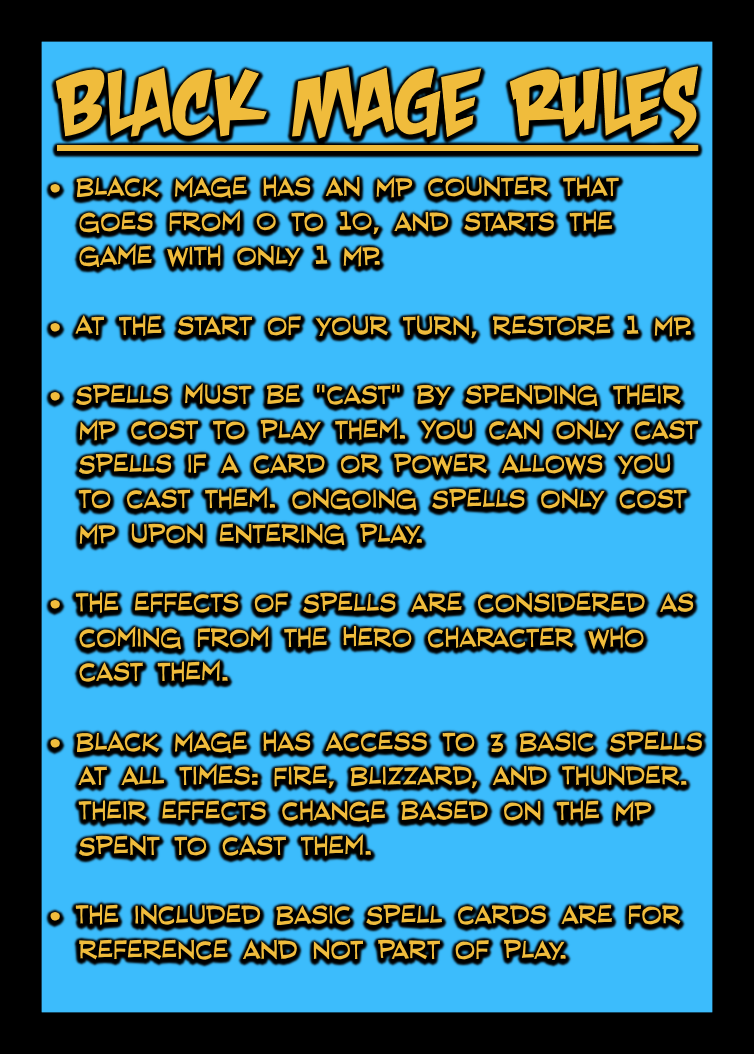 BLACK MAGE RULES
• BLACK MAGE HAS AN MP COUNTER THAT
GOES FROM 0 TO 10, AND STARTS THE
GAME WITH ONLY 1 MP.
• AT THE START OF YOUR TURN, RESTORE 1 MP.
• SPELLS MUST BE "CAST" BY SPENDING THEIR
MP COST TO PLAY THEM. YOU CAN ONLY CAST
SPELLS IF A CARD OR POWER ALLOWS YOU
TO CAST THEM. ONGOING SPELLS ONLY COST
MP UPON ENTERING PLAY.
• THE EFFECTS OF SPELLS ARE CONSIDERED AS
COMING FROM THE HERO CHARACTER WHO
CAST THEM.
• BLACK MAGE HAS ACCESS TO 3 BASIC SPELLS
AT ALL TIMES: FIRE, BLIZZARD, AND THUNDER.
THEIR EFFECTS CHANGE BASED ON THE MP
SPENT TO CAST THEM.
• THE INCLUDED BASIC SPELL CARDS ARE FOR
REFERENCE AND NOT PART OF PLAY.